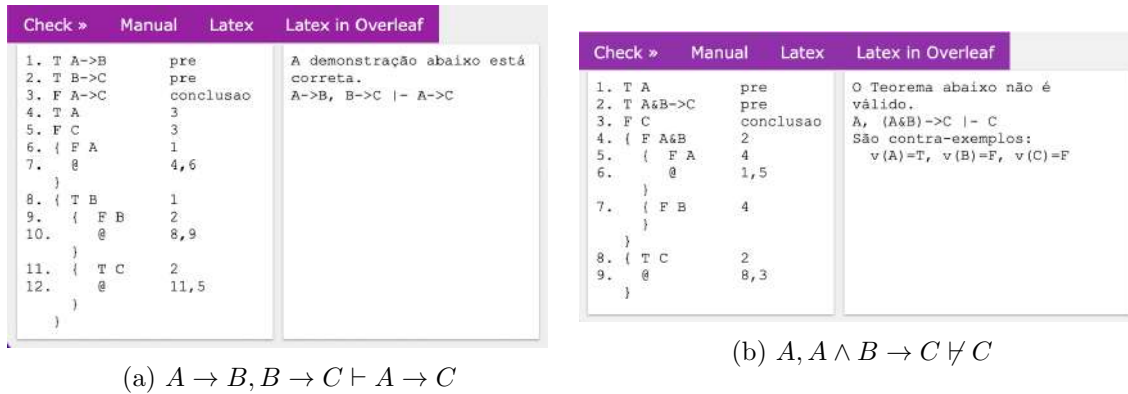 Check » Manual Latex Latex in Overleaf
1. T A->B pre
2. T B->C pre
3. F A->C conclusao
4. T A 3
5. F C 3
6. { F A 1
7. @ 4,6
}
8. { T B 1
9. { F B 2
10. @ 8,9
}
11. { T C 2
12. @ 11,5
}
}
A demonstração abaixo está
correta.
A->B, B->C |- A->C
(a) A → B, B → C ⊢ A → C
Check » Manual Latex Latex in Overleaf
1. T A pre
2. T A&B->C pre
3. F C conclusao
4. { F A&B 2
5. { F A 4
6. @ 1,5
}
7. { F B 4
}
}
8. { T C 2
9. @ 8,3
}
O Teorema abaixo não é
válido.
A, (A&B)->C |- C
São contra-exemplos:
v(A)=T, v(B)=F, v(C)=F
(b) A, A ∧ B → C ⊬ C